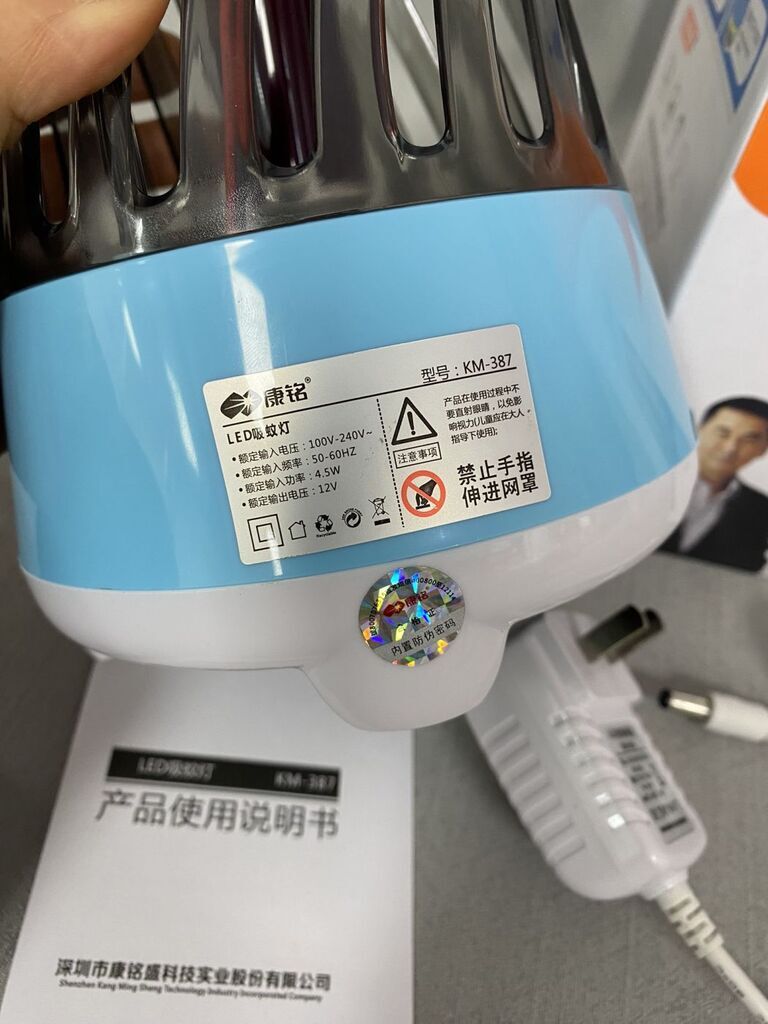 康铭®
型号：KM-387
LED吸蚊灯
• 额定输入电压：100V-240V~
• 额定输入频率：50-60HZ
• 额定输入功率：4.5W
• 额定输出电压：12V
Recyclable
注意事项
产品在使用过程中不
要直射眼睛，以免影
响视力(儿童应在大人
指导下使用);
禁止手指
伸进网罩
康铭
合格证
内置防伪密码
LED吸蚊灯 KM-387
产品使用说明书
深圳市康铭盛科技实业股份有限公司
Shenzhen Kang Ming Sheng Technology Industry Incorporated Company